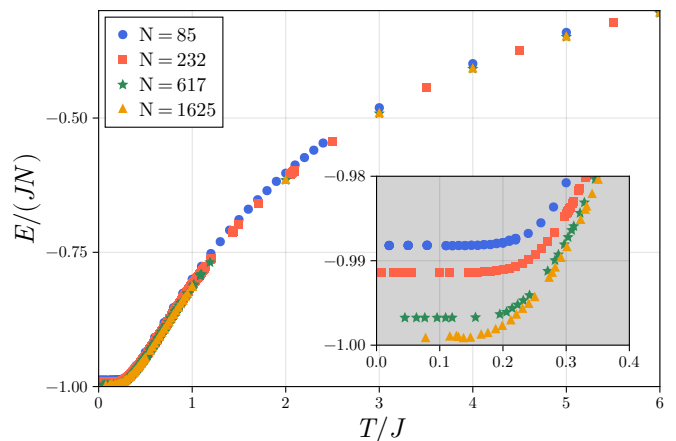 N = 85
N = 232
N = 617
N = 1625
−0.50
−0.75
−1.00
E/(JN)
0 1 2 3 4 5 6
T/J
−0.98
−0.99
−1.00
0.0 0.1 0.2 0.3 0.4